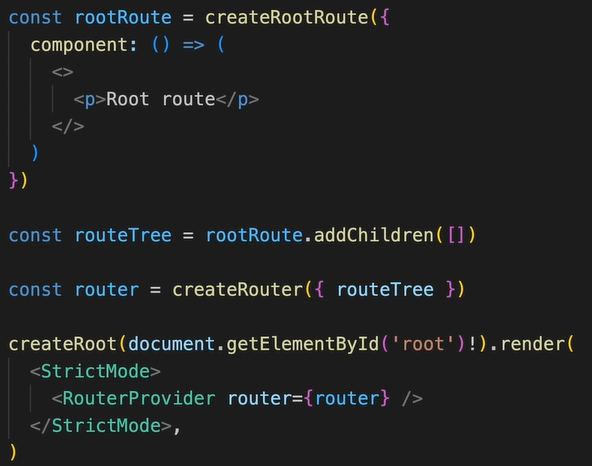 const rootRoute = createRootRoute({
  component: () => (
    <>
      <p>Root route</p>
    </>
  )
})
const routeTree = rootRoute.addChildren([])
const router = createRouter({ routeTree })
createRoot(document.getElementById('root')!).render(
  <StrictMode>
    <RouterProvider router={router} />
  </StrictMode>,
)